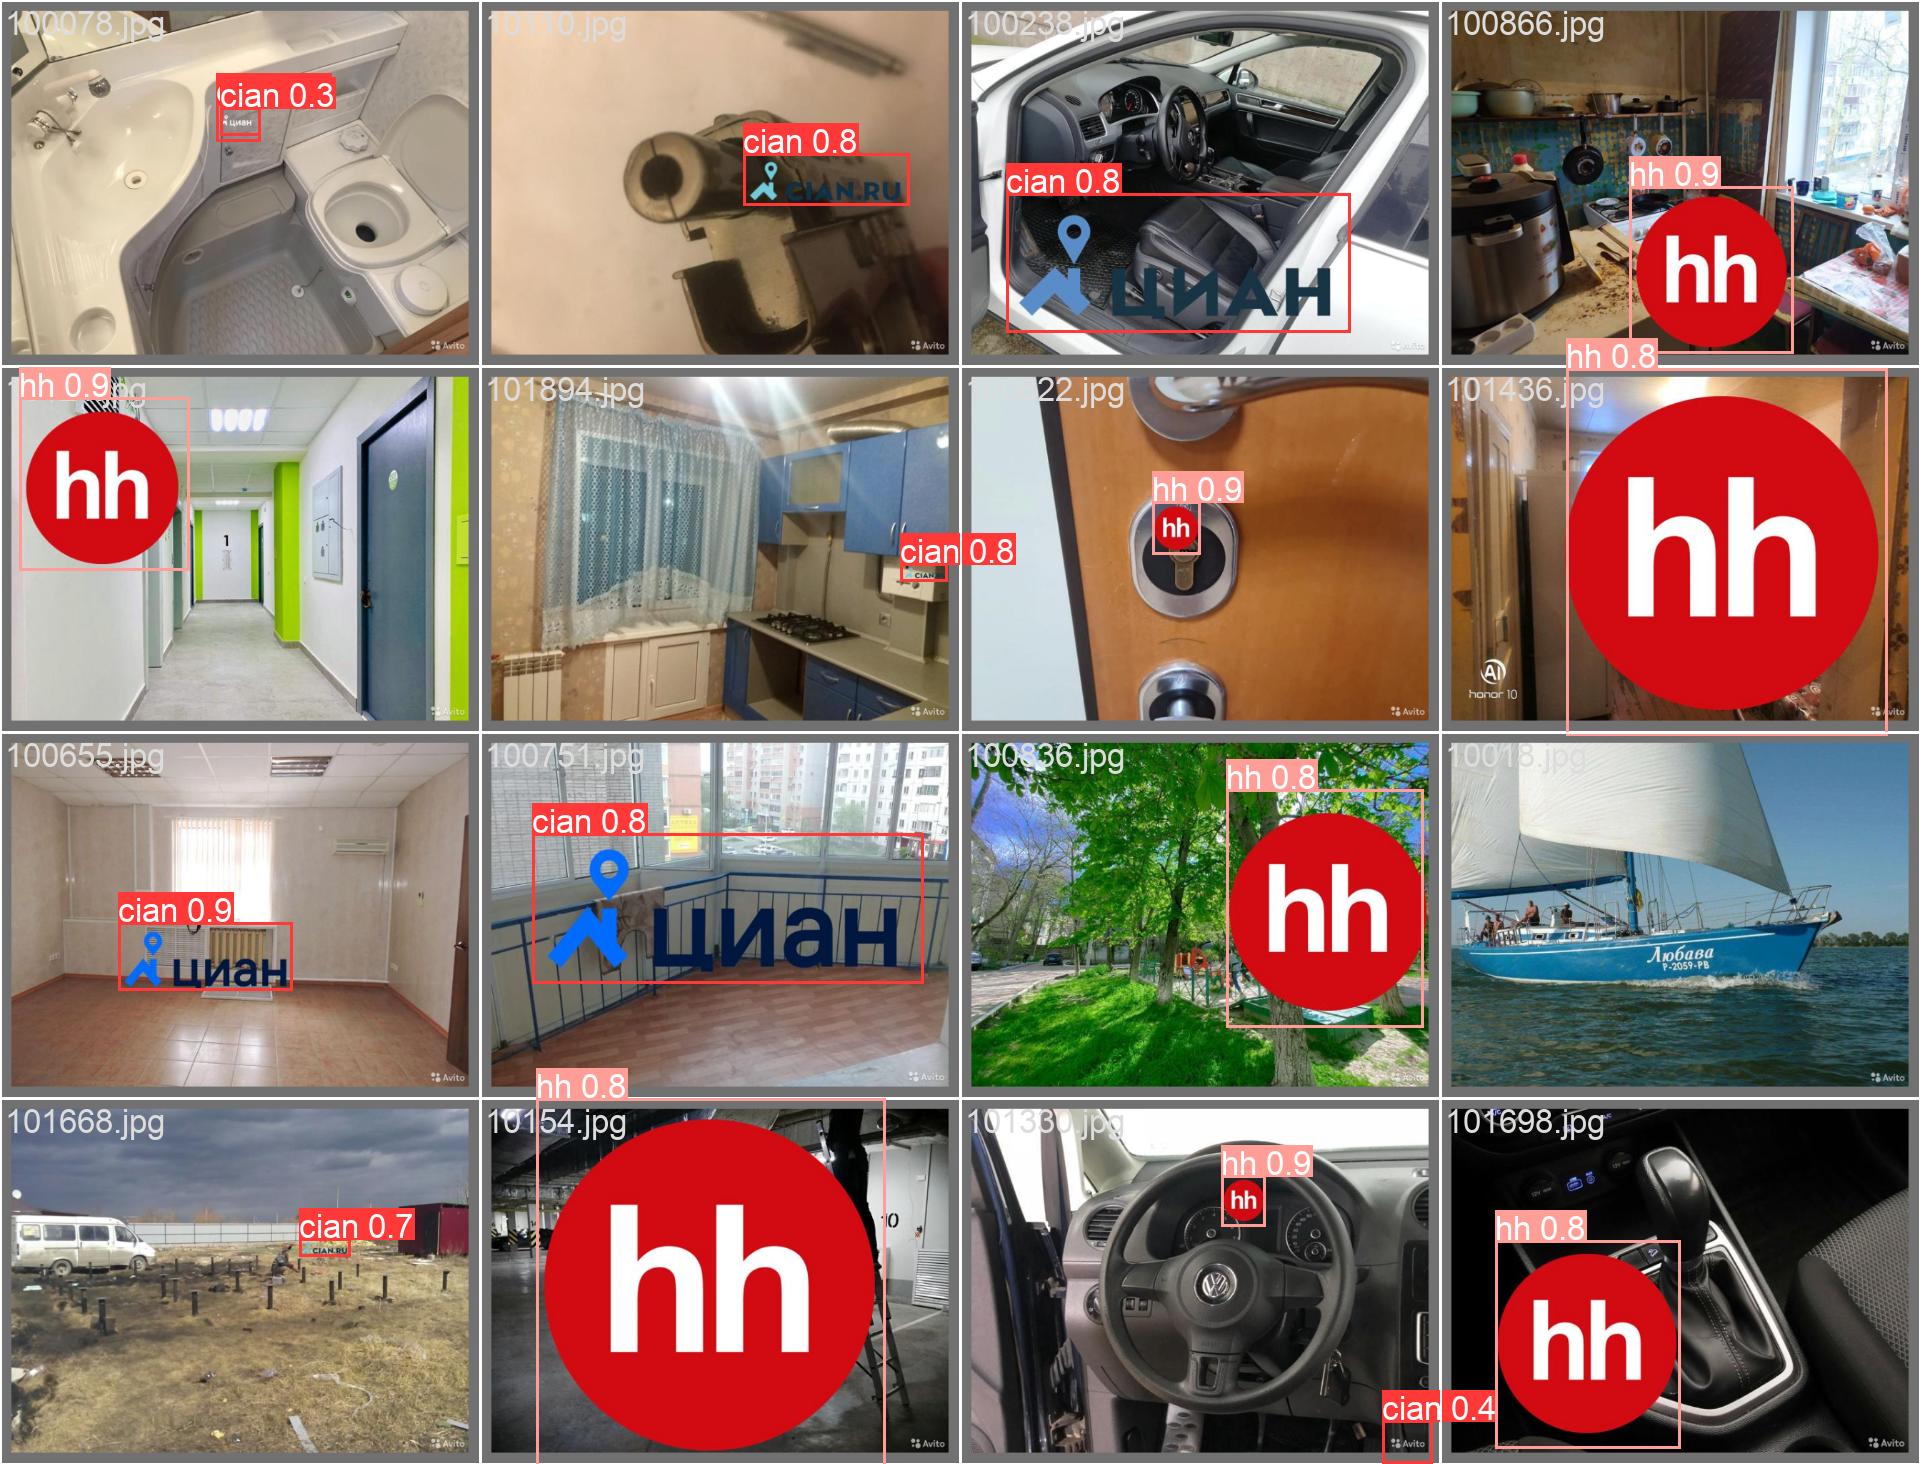 100078.jpg
cian 0.3
циан
Avito
10110.jpg
cian 0.8
CIAN.RU
Avito
100238.jpg
cian 0.8
ЦИАН
Avito
100866.jpg
hh 0.9
hh
Avito
hh 0.9
hh
1
Avito
101894.jpg
cian 0.8
CIAN
Avito
22.jpg
hh 0.9
hh
Avito
hh 0.8
101436.jpg
hh
AI
honor 10
Avito
100655.jpg
cian 0.9
циан
Avito
100751.jpg
cian 0.8
циан
Avito
100836.jpg
hh 0.8
hh
Avito
10018.jpg
Любава
Р-2059-РВ
Avito
101668.jpg
cian 0.7
CIAN.RU
Avito
hh 0.8
10154.jpg
hh
10
Avito
101330.jpg
hh 0.9
hh
cian 0.4
Avito
101698.jpg
hh 0.8
hh
Avito